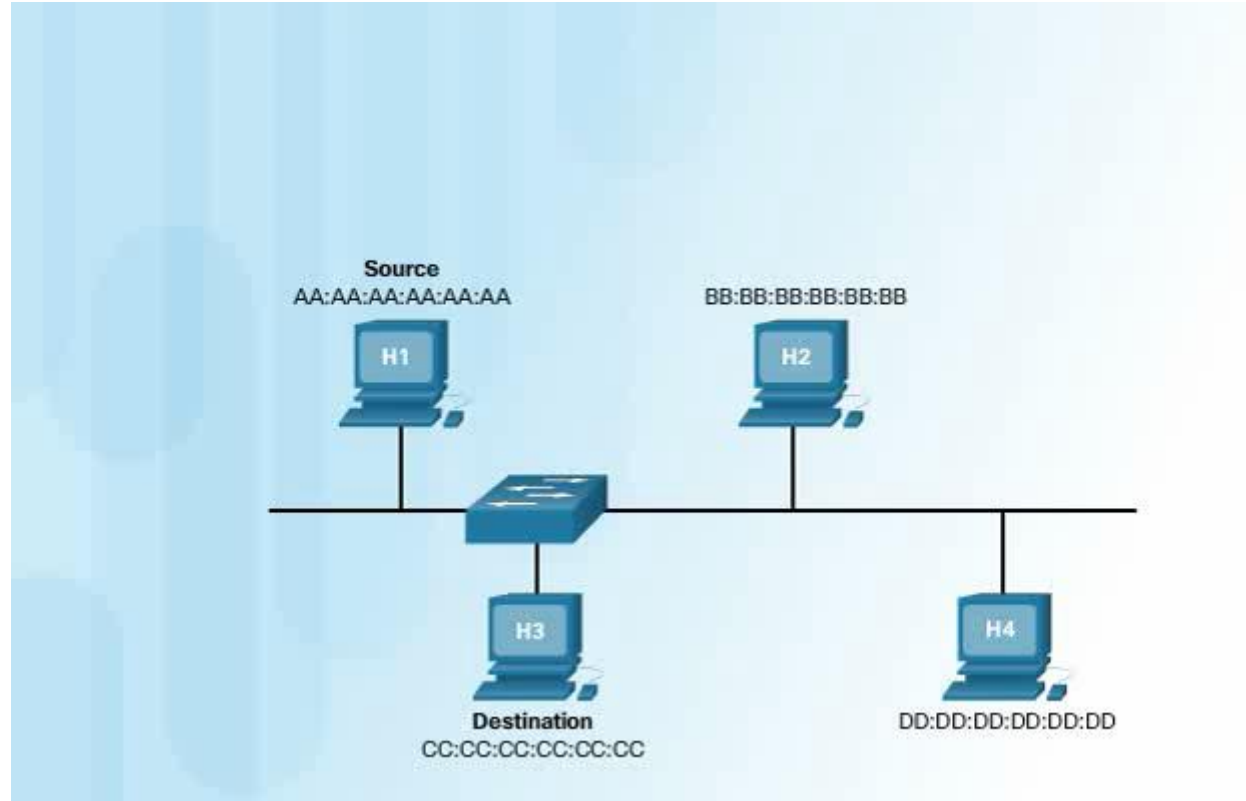 Source
AA:AA:AA:AA:AA:AA
BB:BB:BB:BB:BB:BB
H1
H2
H3
H4
Destination
CC:CC:CC:CC:CC:CC
DD:DD:DD:DD:DD:DD